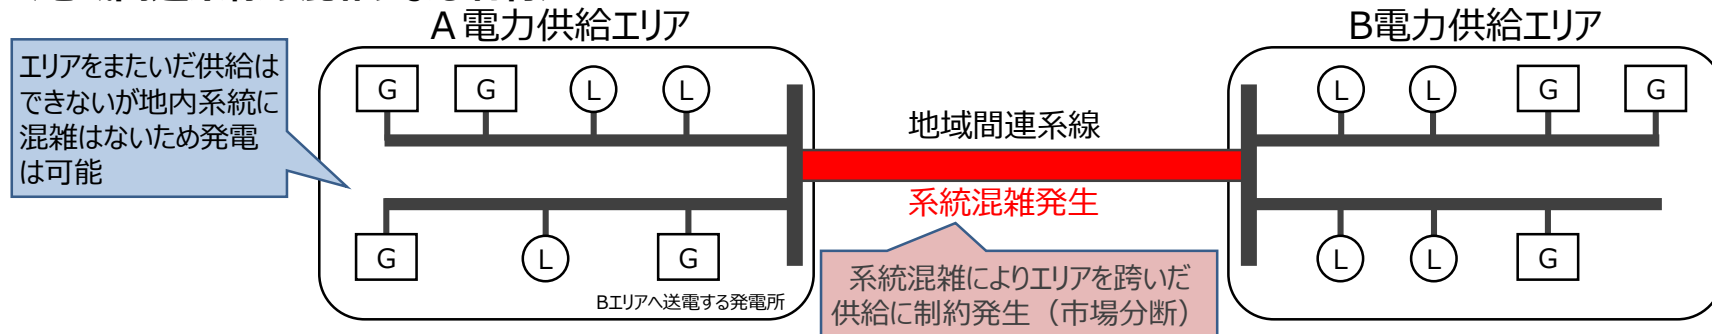 A電力供給エリア
B電力供給エリア
エリアをまたいだ供給は
できないが地内系統に
混雑はないため発電
は可能
G
G
L
L
L
L
G
G
地域間連系線
系統混雑発生
G
L
G
L
L
G
Bエリアへ送電する発電所
系統混雑によりエリアを跨いだ
供給に制約発生（市場分断）